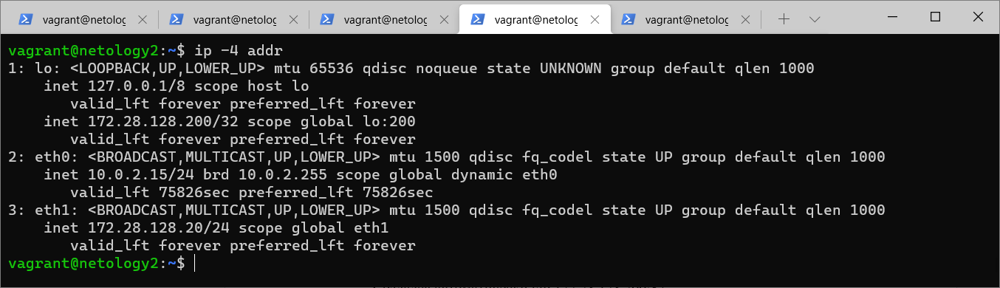 vagrant@netolog vagrant@netolog vagrant@netolog vagrant@netolog vagrant@netolog
vagrant@netology2:~$ ip -4 addr
1: lo: <LOOPBACK,UP,LOWER_UP> mtu 65536 qdisc noqueue state UNKNOWN group default qlen 1000
    inet 127.0.0.1/8 scope host lo
       valid_lft forever preferred_lft forever
    inet 172.28.128.200/32 scope global lo:200
       valid_lft forever preferred_lft forever
2: eth0: <BROADCAST,MULTICAST,UP,LOWER_UP> mtu 1500 qdisc fq_codel state UP group default qlen 1000
    inet 10.0.2.15/24 brd 10.0.2.255 scope global dynamic eth0
       valid_lft 75826sec preferred_lft 75826sec
3: eth1: <BROADCAST,MULTICAST,UP,LOWER_UP> mtu 1500 qdisc fq_codel state UP group default qlen 1000
    inet 172.28.128.20/24 scope global eth1
       valid_lft forever preferred_lft forever
vagrant@netology2:~$